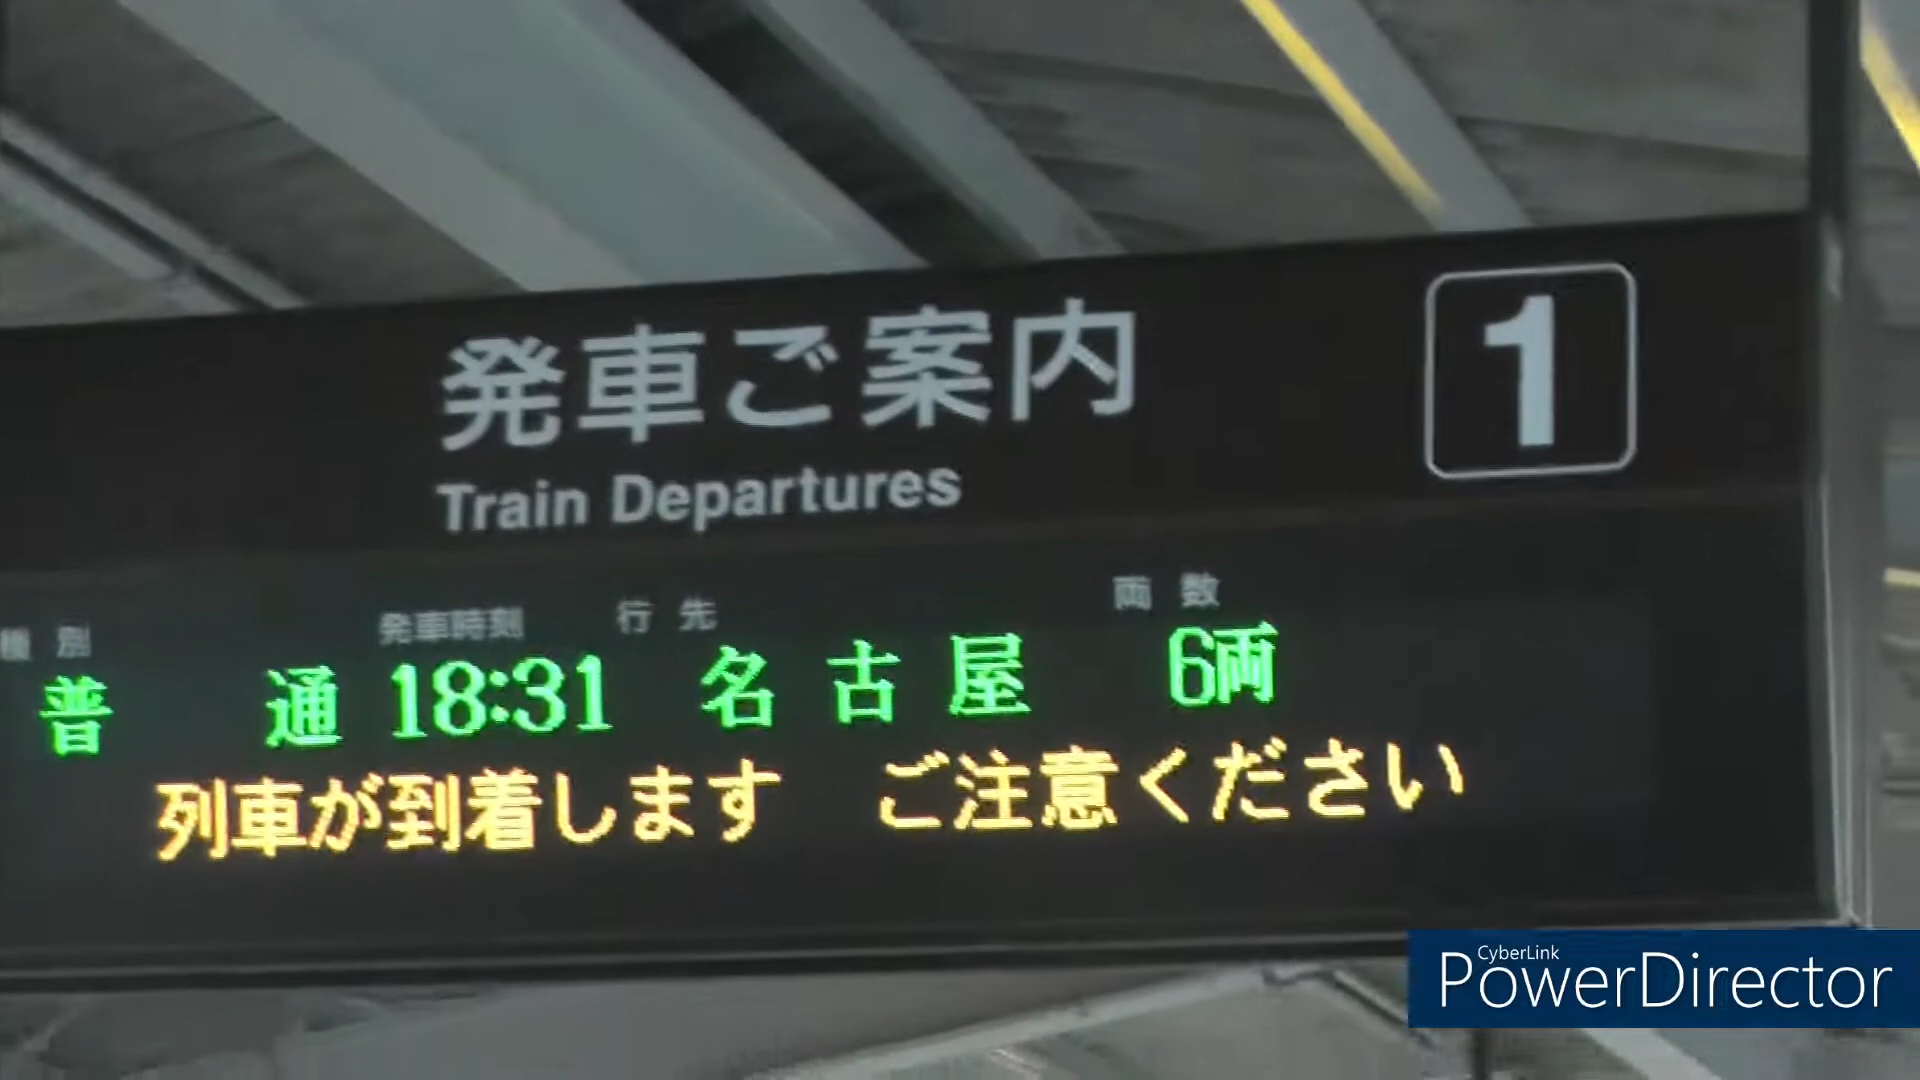 発車ご案内 1
Train Departures
種別 発車時刻 行先 両数
普通 18:31 名古屋 6両
列車が到着します ご注意ください
CyberLink
PowerDirector